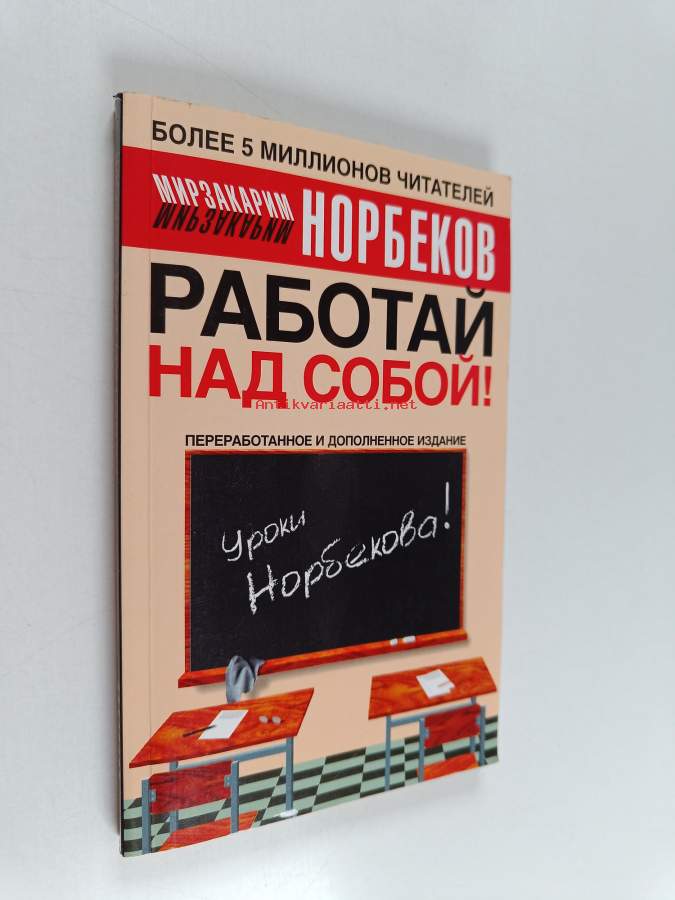 БОЛЕЕ 5 МИЛЛИОНОВ ЧИТАТЕЛЕЙ
МИРЗАКАРИМ НОРБЕКОВ
РАБОТАЙ
НАД СОБОЙ!
Antikvariaatti.net
ПЕРЕРАБОТАННОЕ И ДОПОЛНЕННОЕ ИЗДАНИЕ
Уроки
Норбекова!